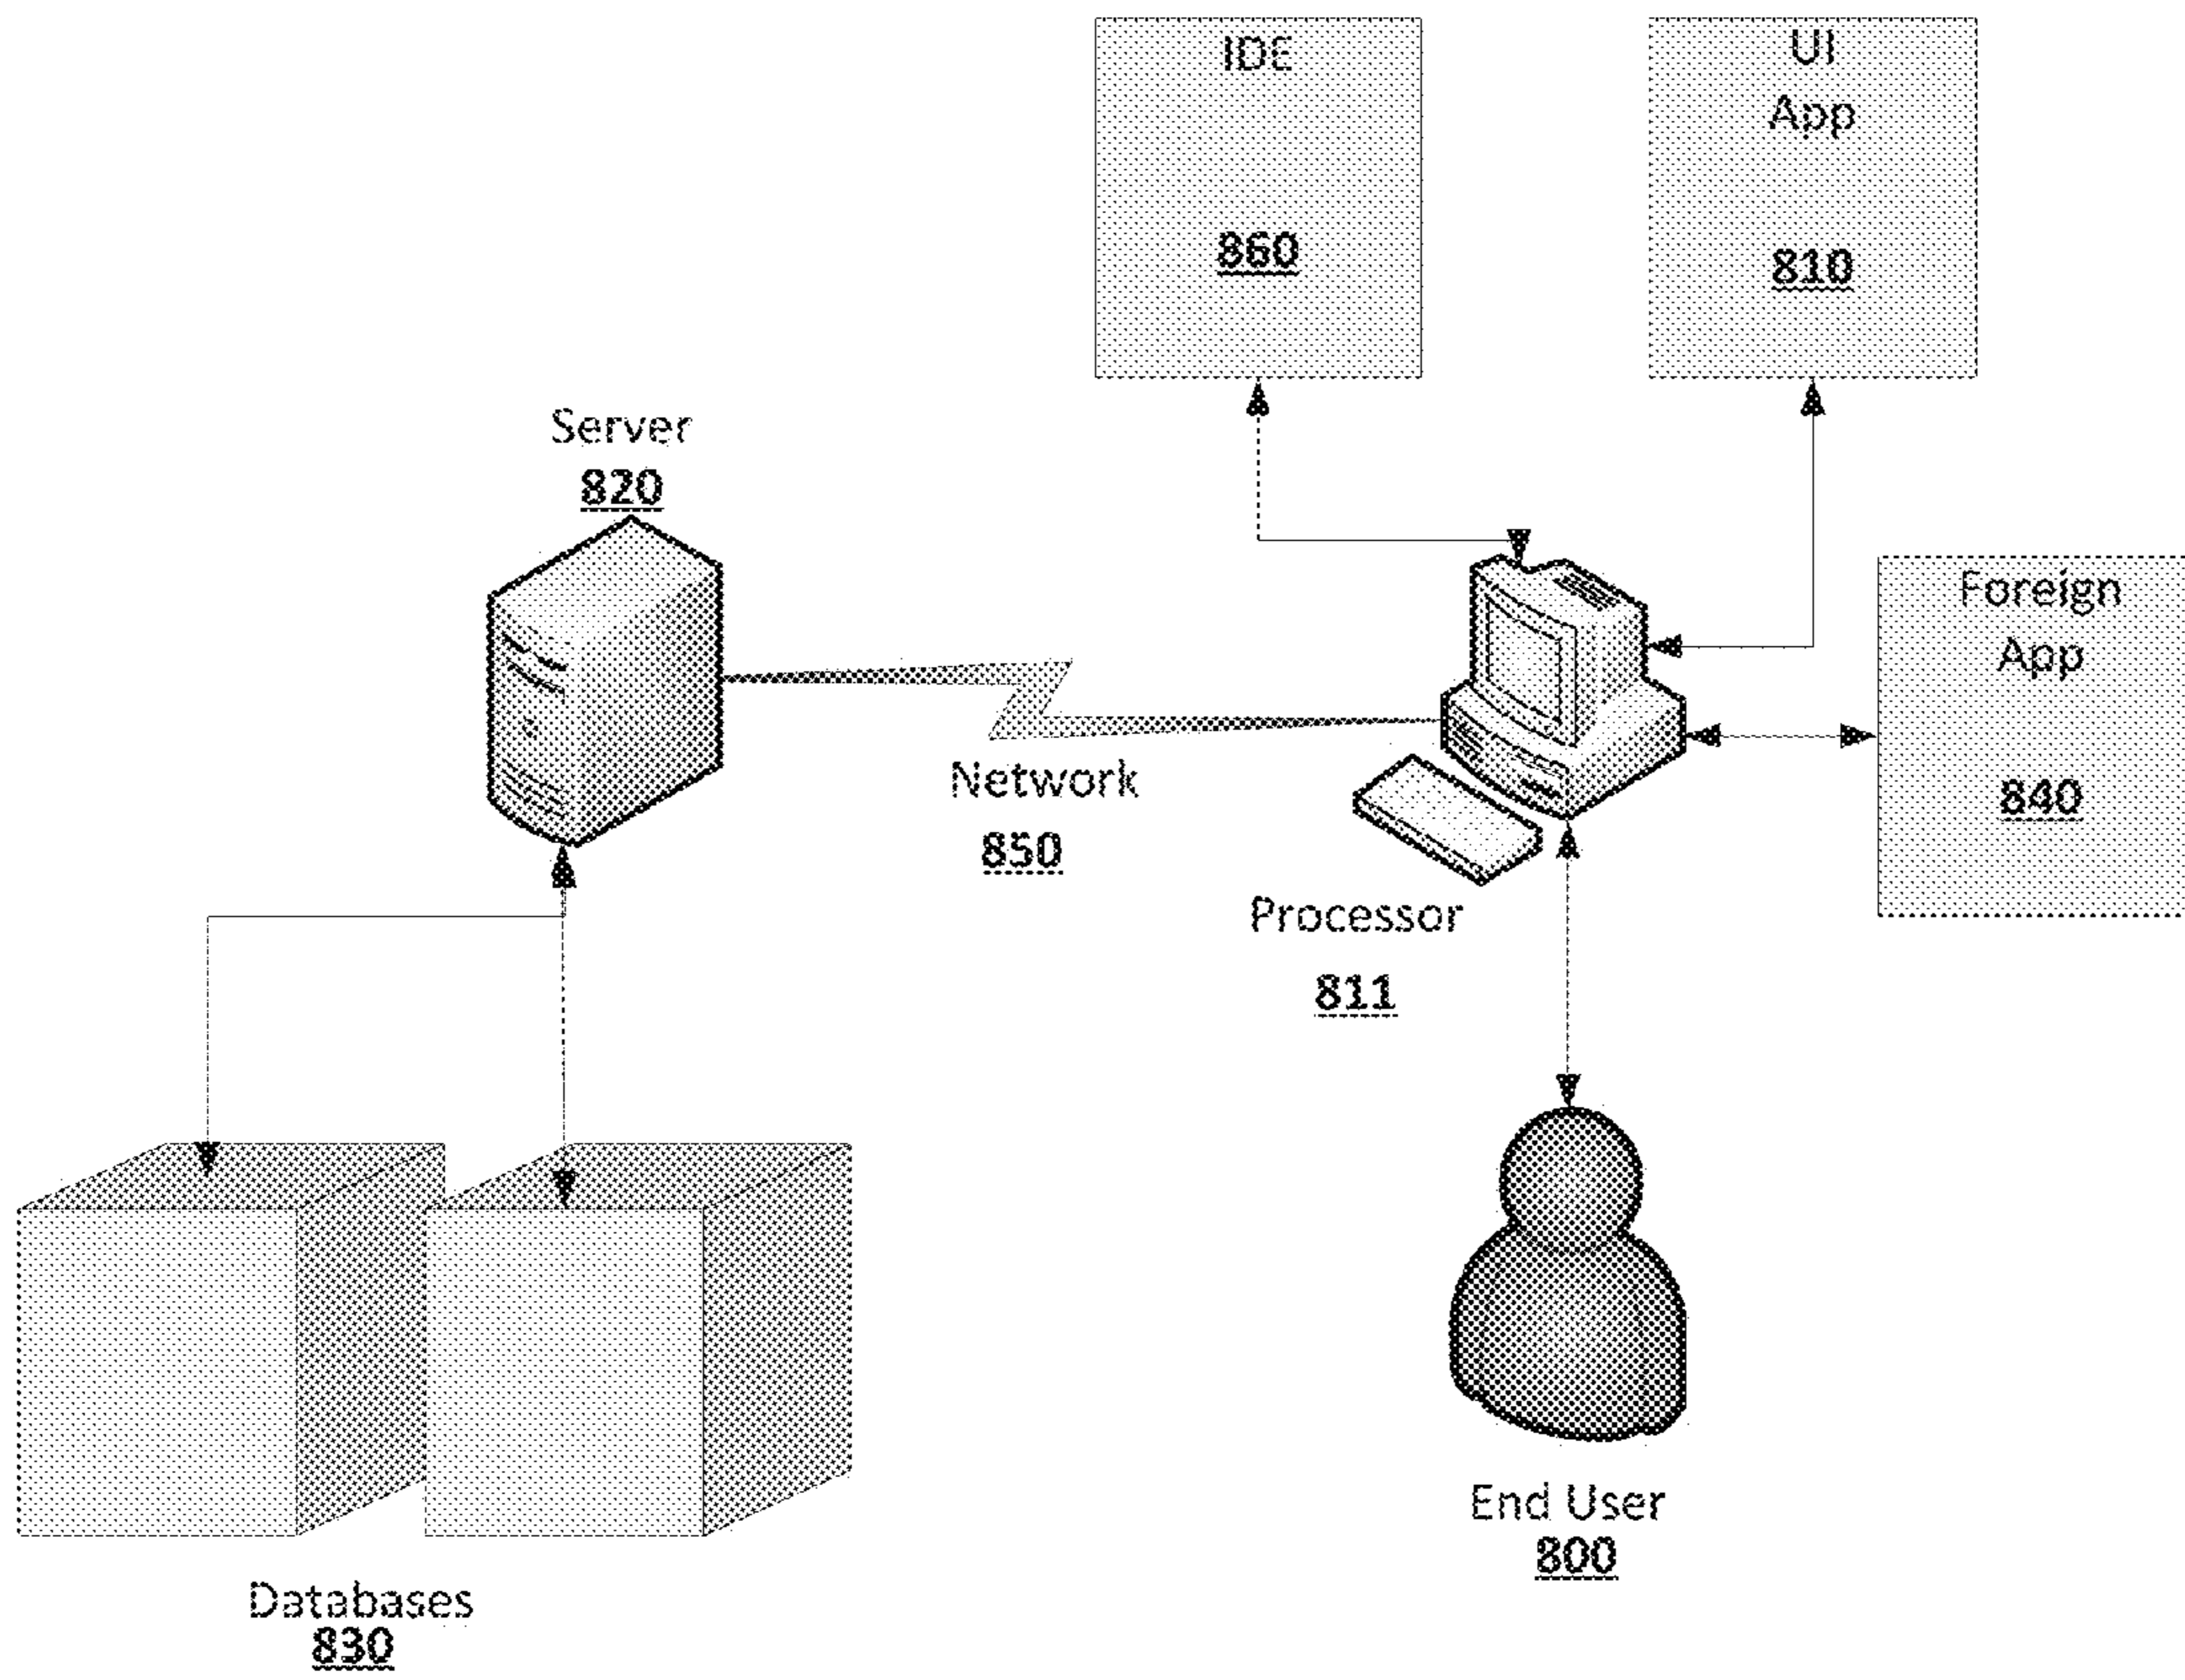 IDE
860
UI
App
810
Server
820
Foreign
App
840
Network
850
Processor
811
End User
800
Databases
830